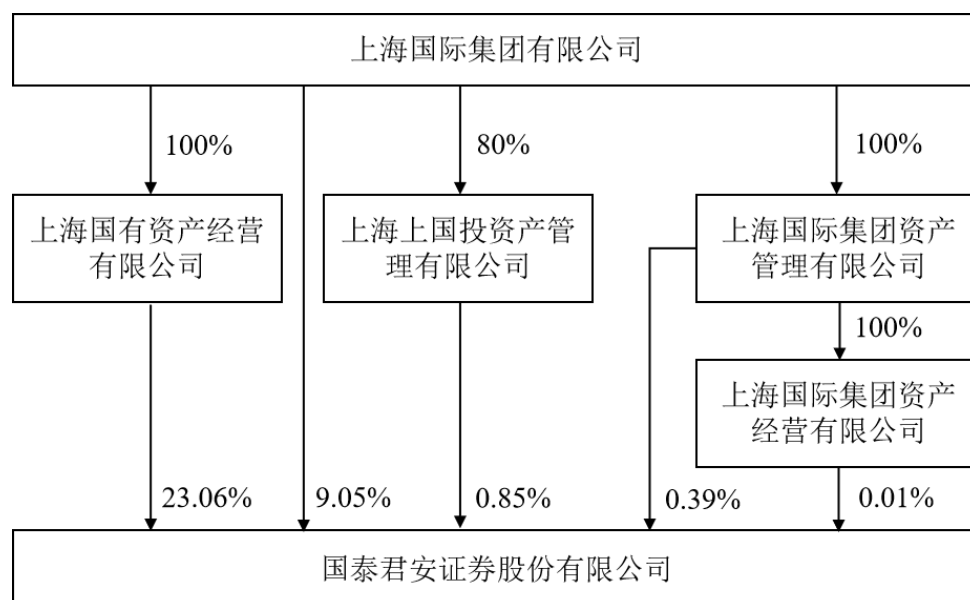 上海国际集团有限公司
100%
80%
100%
上海国有资产经营
有限公司
上海上国投资产管
理有限公司
上海国际集团资产
管理有限公司
100%
上海国际集团资产
经营有限公司
23.06%
9.05%
0.85%
0.39%
0.01%
国泰君安证券股份有限公司